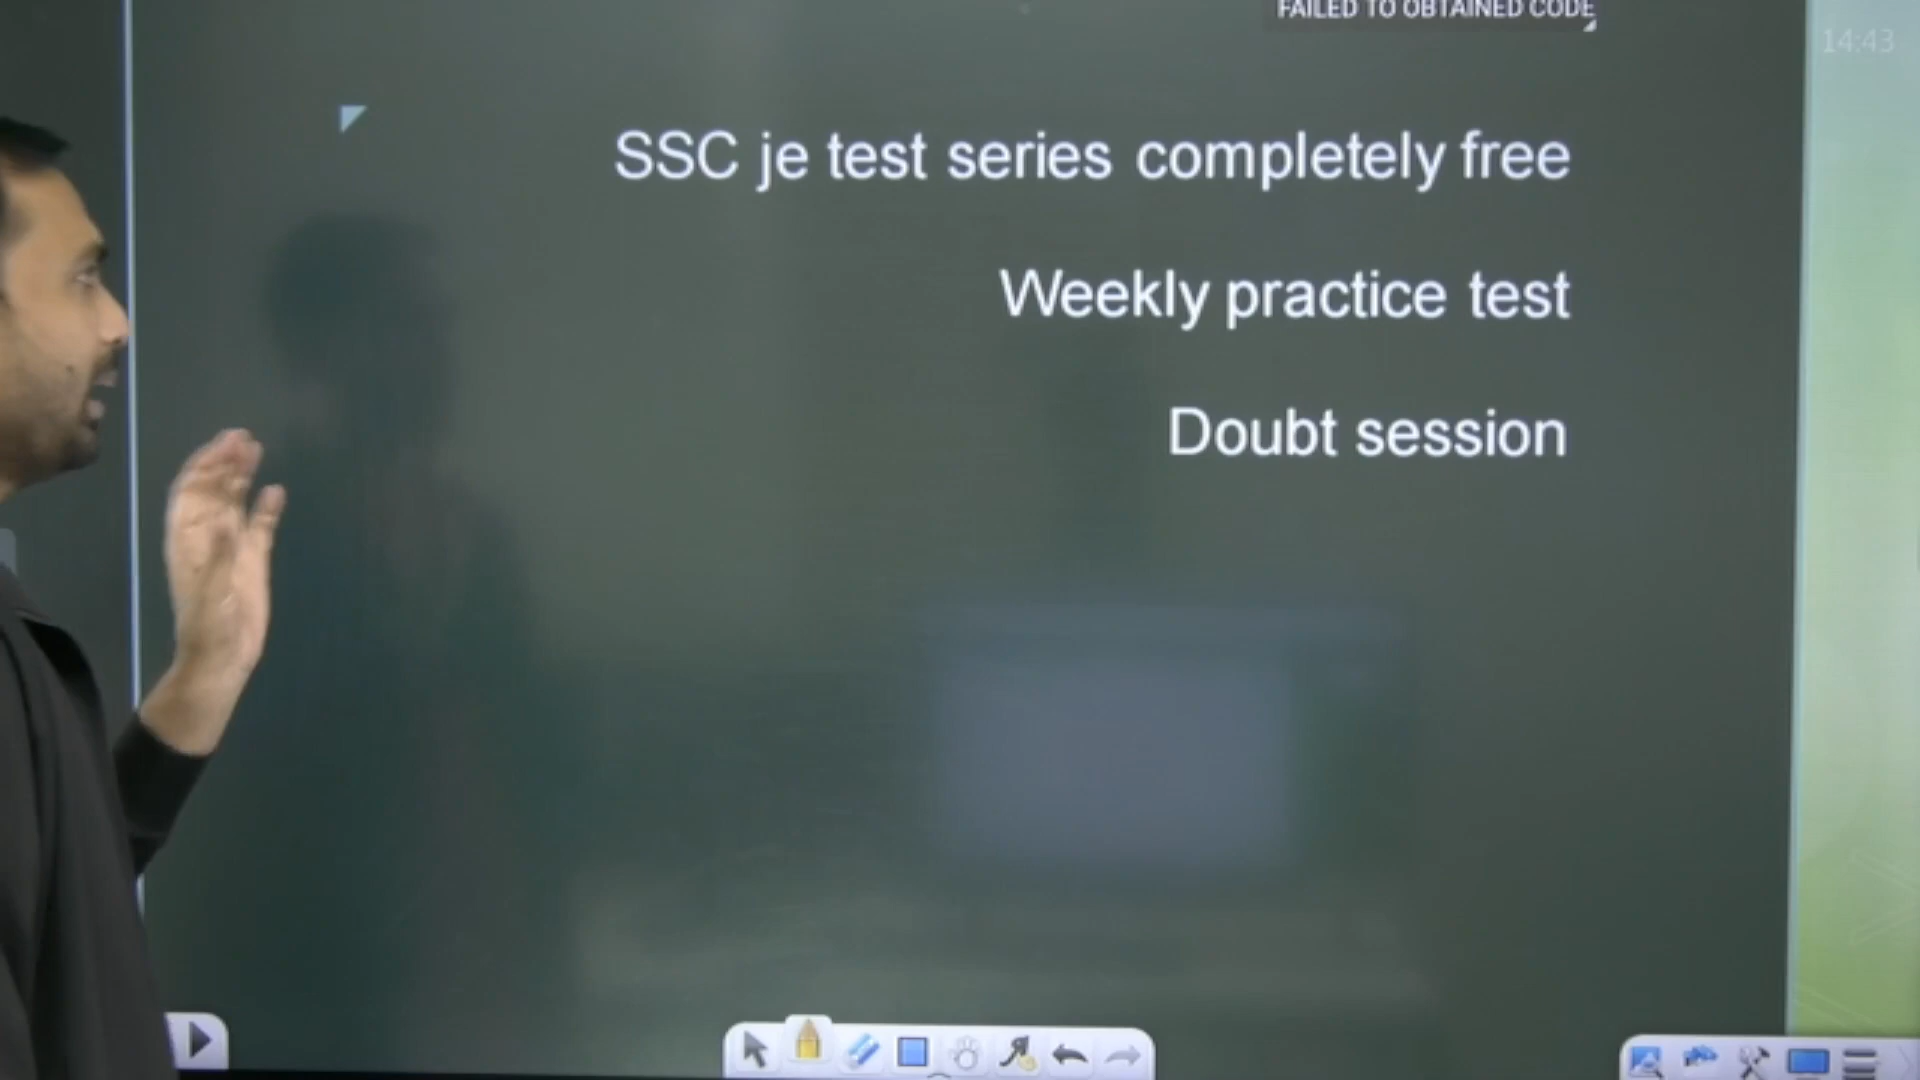 FAILED TO OBTAINED CODE
14:43
SSC je test series completely free
Weekly practice test
Doubt session